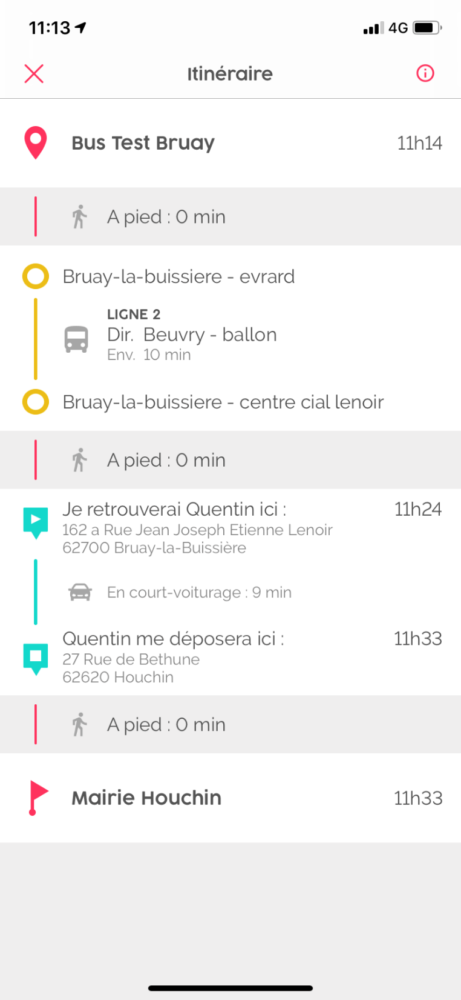 11:13
4G
Itinéraire
Bus Test Bruay 11h14
A pied : 0 min
Bruay-la-buissiere - evrard
LIGNE 2
Dir. Beuvry - ballon
Env. 10 min
Bruay-la-buissiere - centre cial lenoir
A pied : 0 min
Je retrouverai Quentin ici : 11h24
162 a Rue Jean Joseph Etienne Lenoir
62700 Bruay-la-Buissière
En court-voiturage : 9 min
Quentin me déposera ici : 11h33
27 Rue de Bethune
62620 Houchin
A pied : 0 min
Mairie Houchin 11h33